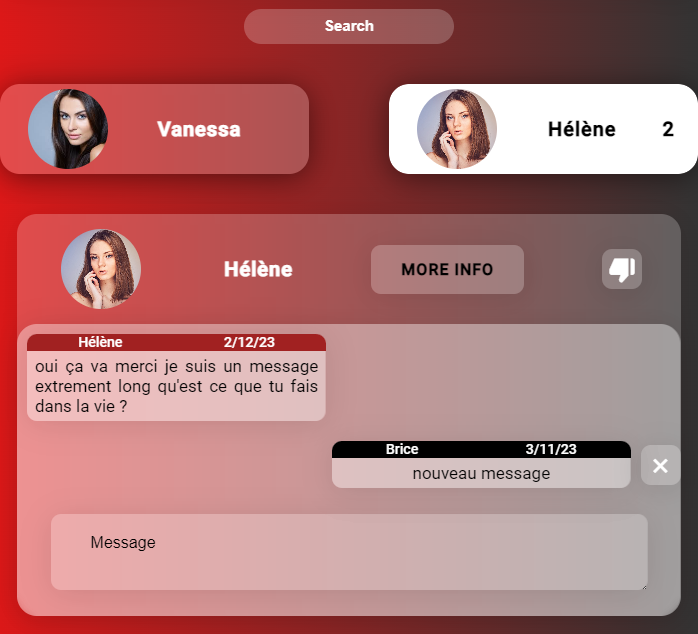 Search
Vanessa
Hélène 2
Hélène MORE INFO
Hélène 2/12/23
oui ça va merci je suis un message
extrement long qu'est ce que tu fais
dans la vie ?
Brice 3/11/23
nouveau message
Message